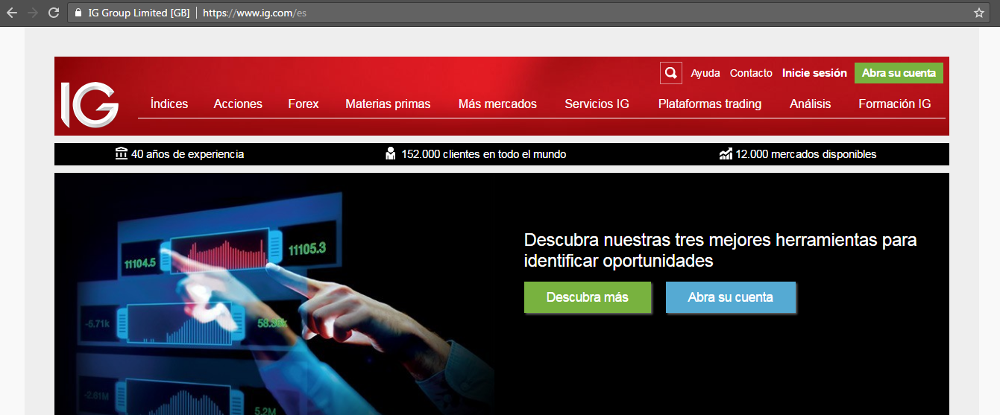 IG Group Limited [GB] https://www.ig.com/es
Ayuda Contacto Inicie sesión Abra su cuenta
IG
Índices Acciones Forex Materias primas Más mercados Servicios IG Plataformas trading Análisis Formación IG
40 años de experiencia 152.000 clientes en todo el mundo 12.000 mercados disponibles
Descubra nuestras tres mejores herramientas para
identificar oportunidades
Descubra más Abra su cuenta
11104.5 11105.3
-5.71k 58.36k
-2.61M 5.2M